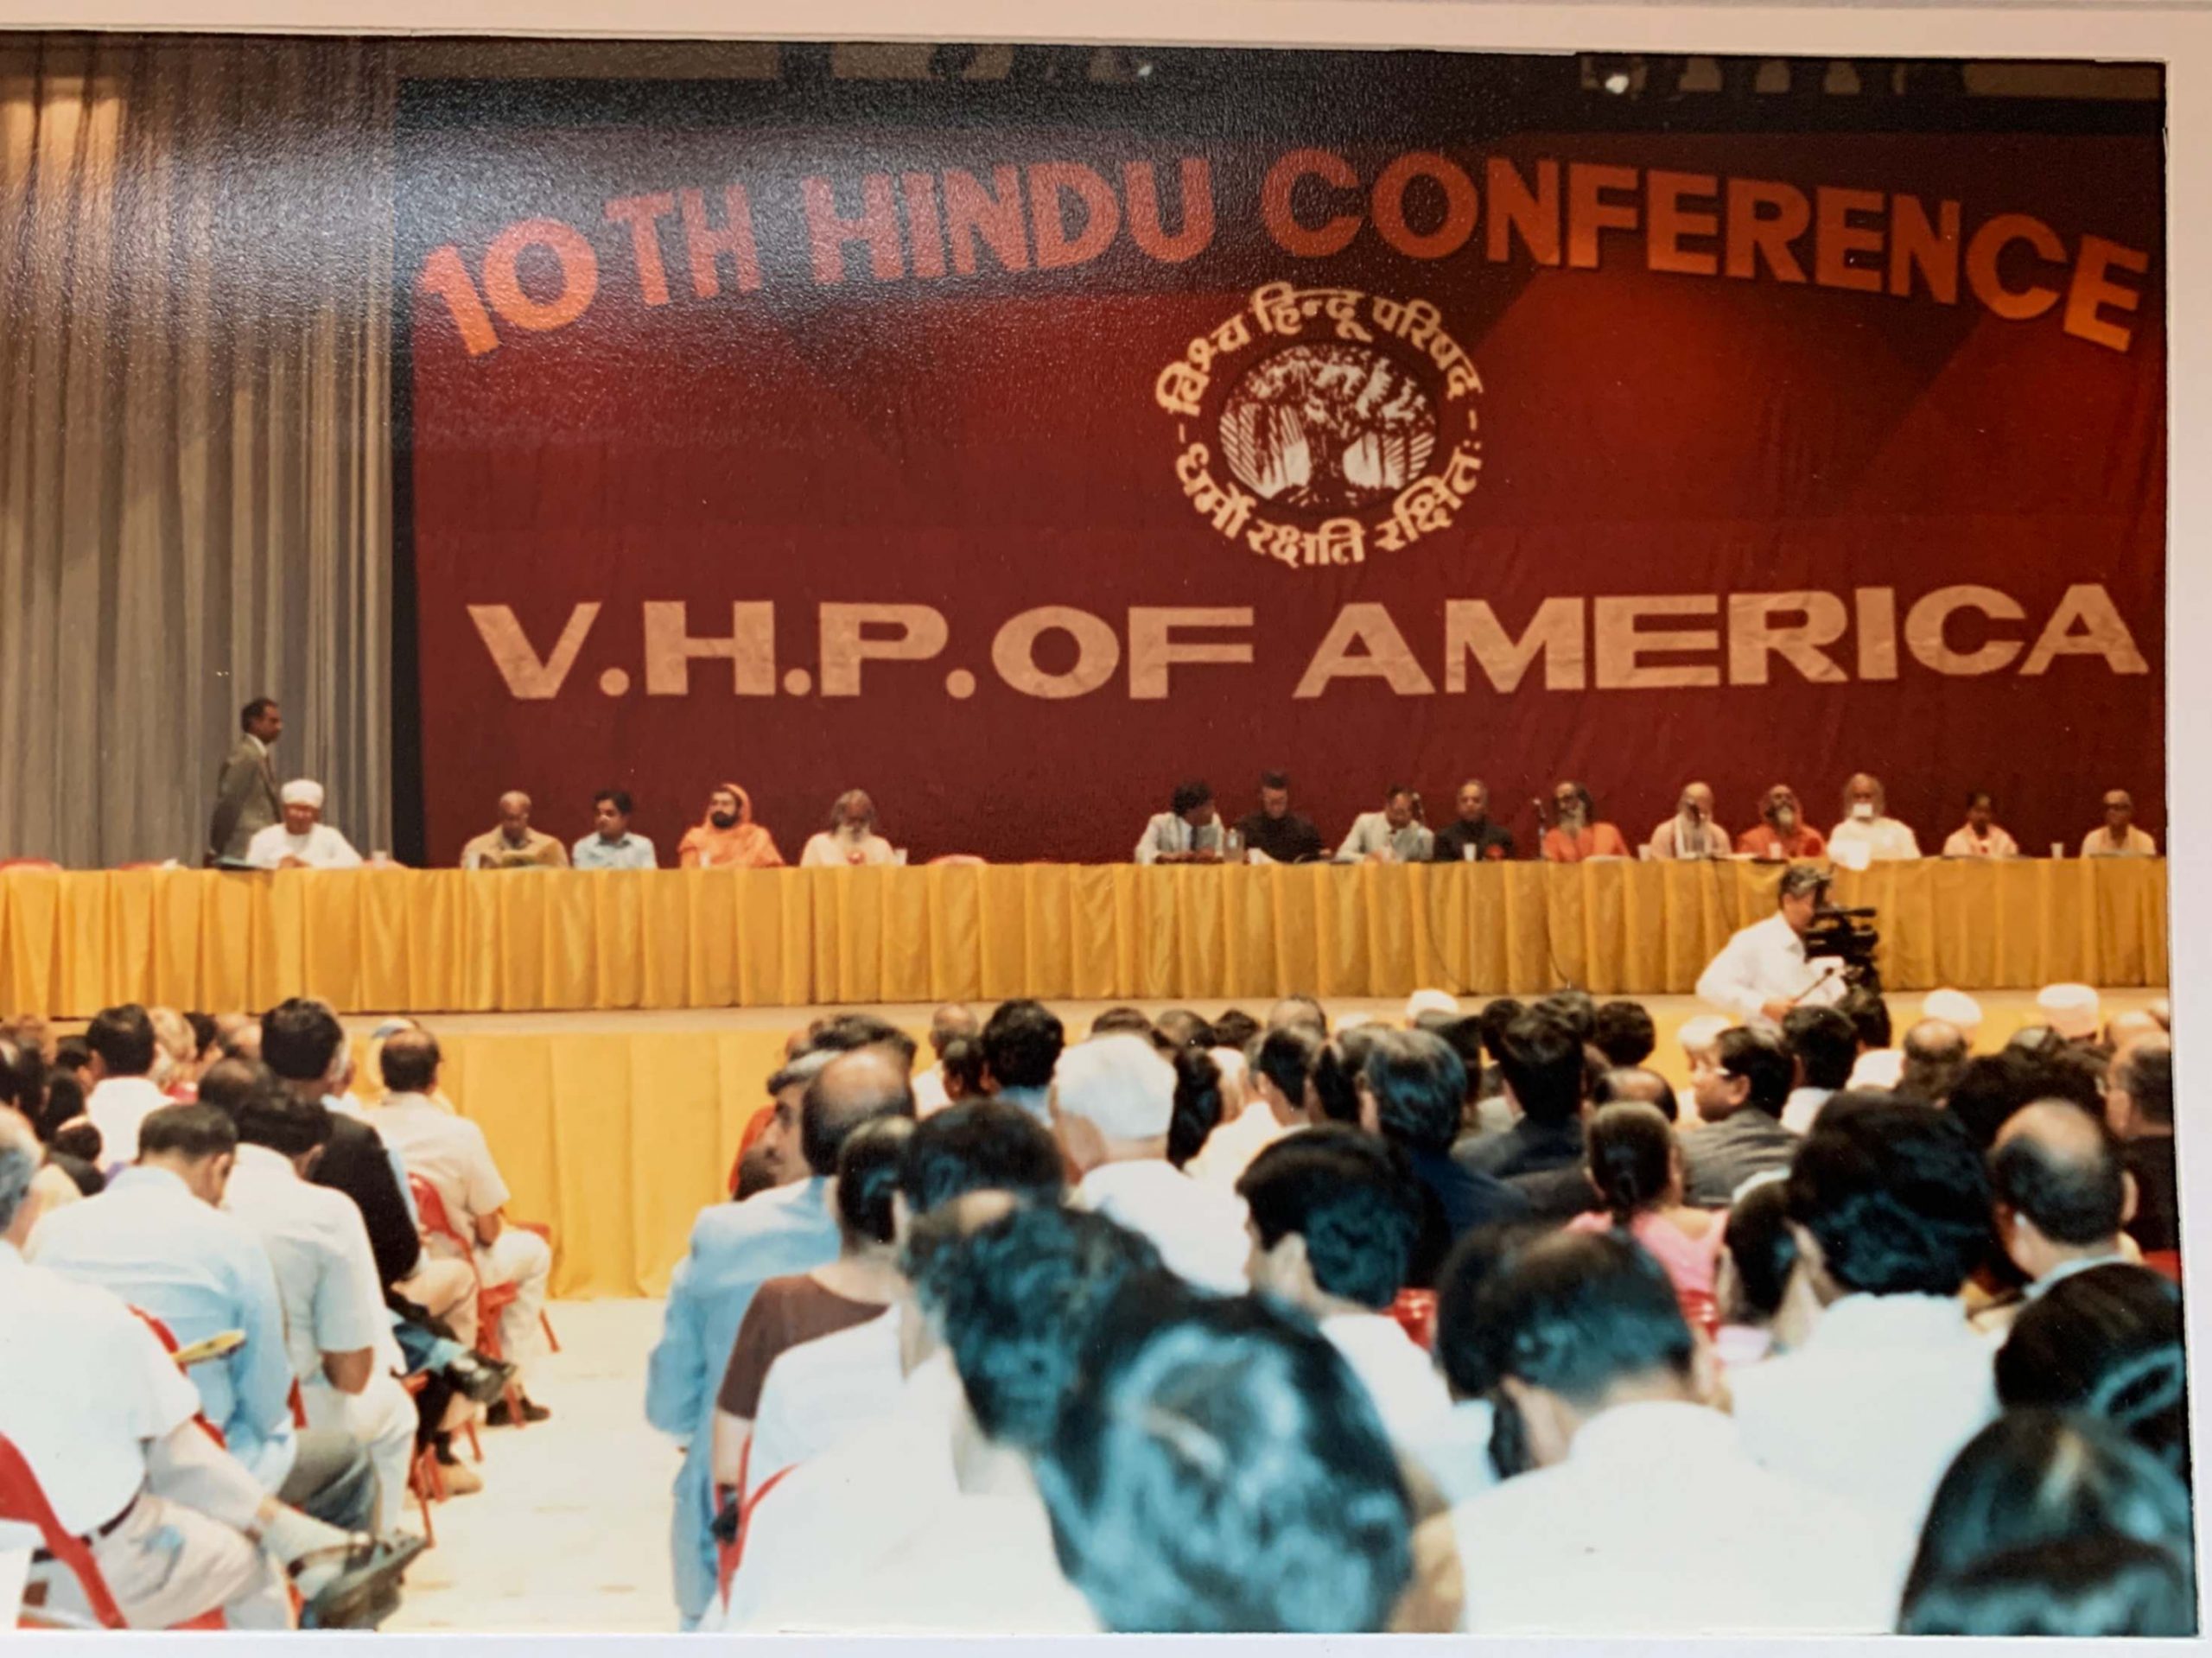 10TH HINDU CONFERENCE
विश्व हिन्दू परिषद
धर्मो रक्षति रक्षितः
V.H.P. OF AMERICA